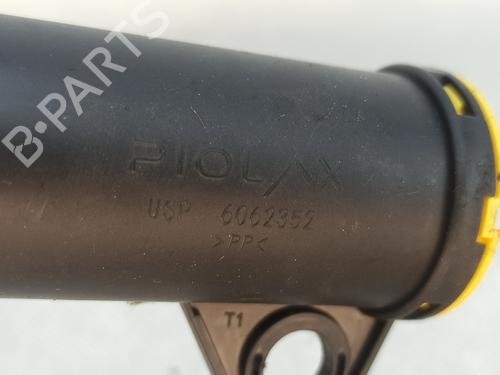 B-Parts
PIOLAX
USP 6062352
>PP<
T1